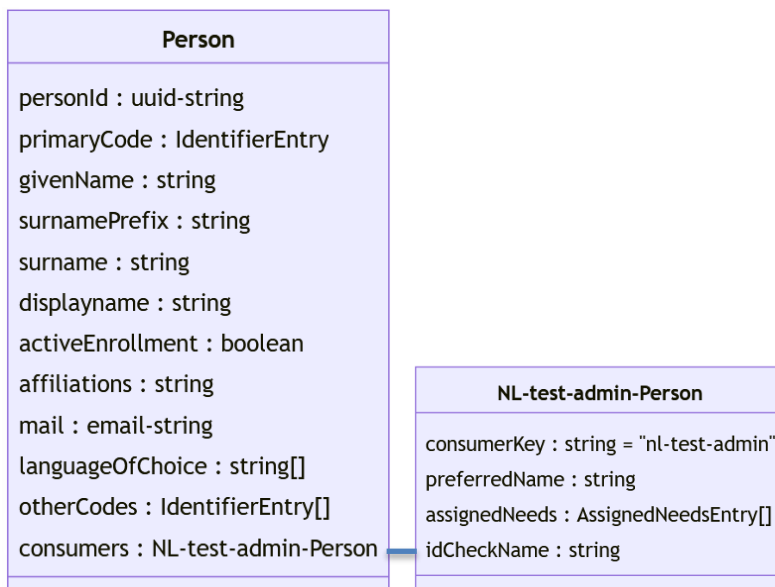 Person
personId : uuid-string
primaryCode : IdentifierEntry
givenName : string
surnamePrefix : string
surname : string
displayname : string
activeEnrollment : boolean
affiliations : string
mail : email-string
languageOfChoice : string[]
otherCodes : IdentifierEntry[]
consumers : NL-test-admin-Person
NL-test-admin-Person
consumerKey : string = "nl-test-admin"
preferredName : string
assignedNeeds : AssignedNeedsEntry[]
idCheckName : string